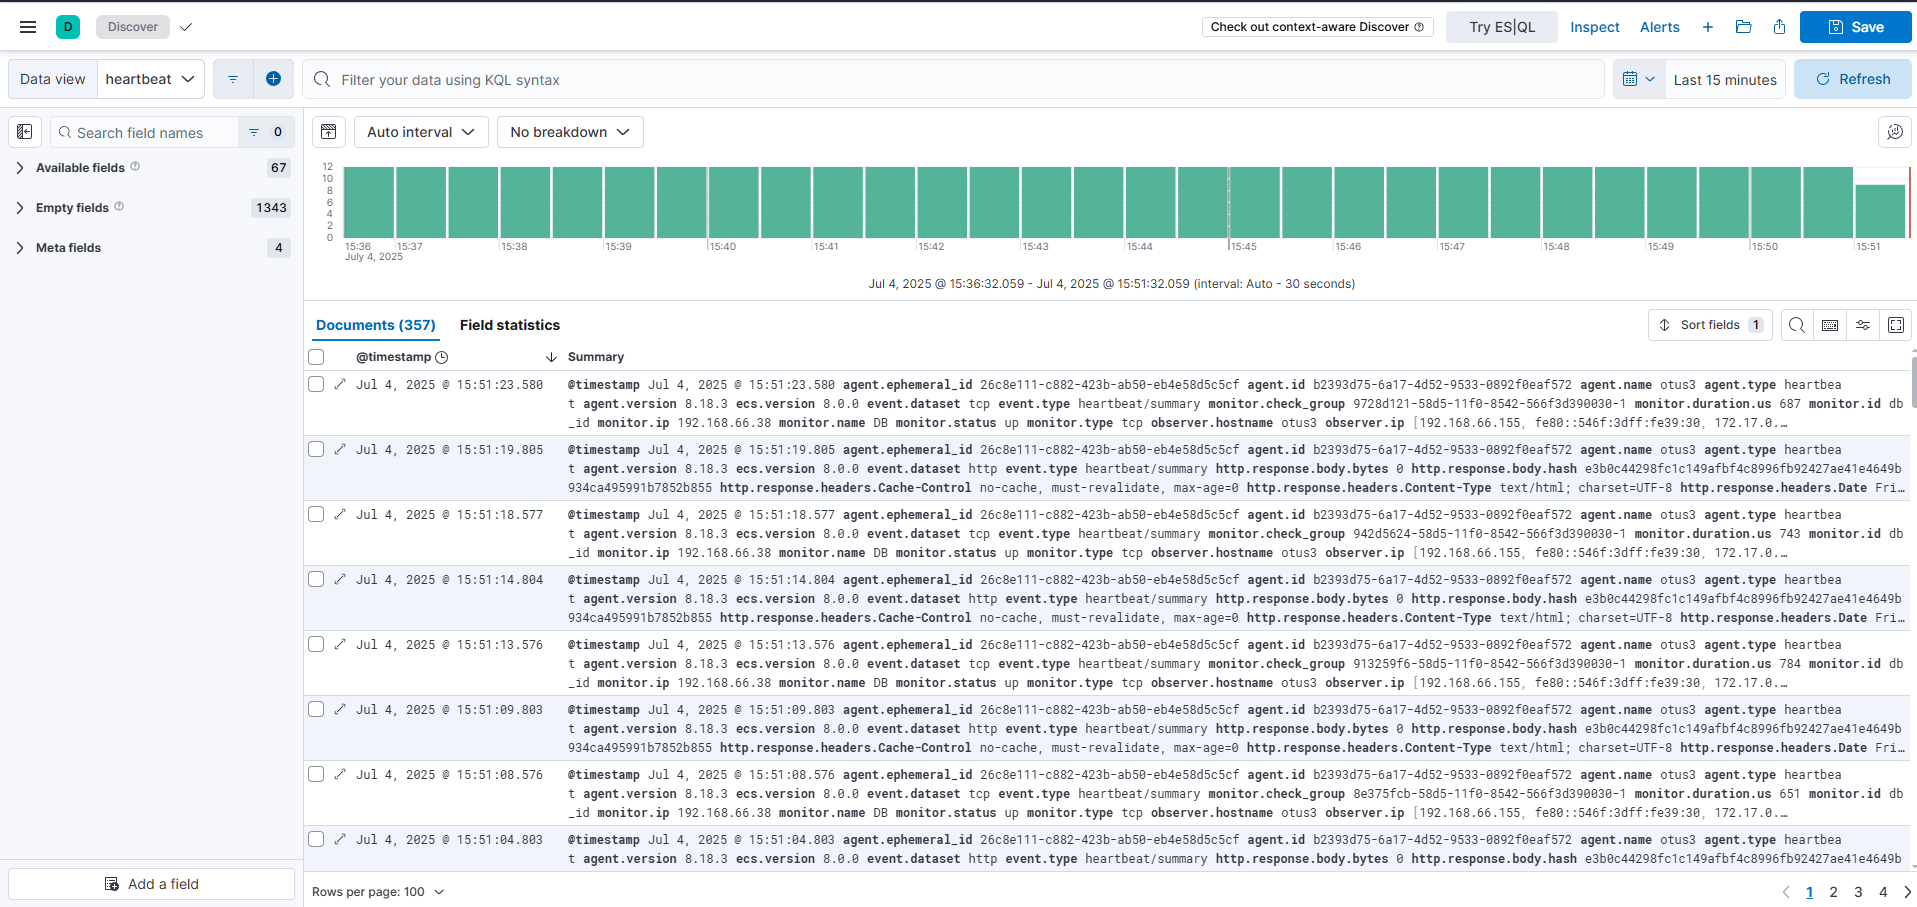 D Discover Check out context-aware Discover Try ES|QL Inspect Alerts Save
Data view heartbeat Filter your data using KQL syntax Last 15 minutes Refresh
Search field names 0 Auto interval No breakdown
Available fields 67
Empty fields 1343
Meta fields 4
12
10
8
6
4
2
0
15:36 15:37 15:38 15:39 15:40 15:41 15:42 15:43 15:44 15:45 15:46 15:47 15:48 15:49 15:50 15:51
July 4, 2025
Jul 4, 2025 @ 15:36:32.059 - Jul 4, 2025 @ 15:51:32.059 (interval: Auto - 30 seconds)
Documents (357) Field statistics Sort fields 1
@timestamp Summary
Jul 4, 2025 @ 15:51:23.580 @timestamp Jul 4, 2025 @ 15:51:23.580 agent.ephemeral_id 26c8e111-c882-423b-ab50-eb4e58d5c5cf agent.id b2393d75-6a17-4d52-9533-0892f0eaf572 agent.name otus3 agent.type heartbea
t agent.version 8.18.3 ecs.version 8.0.0 event.dataset tcp event.type heartbeat/summary monitor.check_group 9728d121-58d5-11f0-8542-566f3d390030-1 monitor.duration.us 687 monitor.id db
_id monitor.ip 192.168.66.38 monitor.name DB monitor.status up monitor.type tcp observer.hostname otus3 observer.ip [192.168.66.155, fe80::546f:3dff:fe39:30, 172.17.0.…
Jul 4, 2025 @ 15:51:19.805 @timestamp Jul 4, 2025 @ 15:51:19.805 agent.ephemeral_id 26c8e111-c882-423b-ab50-eb4e58d5c5cf agent.id b2393d75-6a17-4d52-9533-0892f0eaf572 agent.name otus3 agent.type heartbea
t agent.version 8.18.3 ecs.version 8.0.0 event.dataset http event.type heartbeat/summary http.response.body.bytes 0 http.response.body.hash e3b0c44298fc1c149afbf4c8996fb92427ae41e4649b
934ca495991b7852b855 http.response.headers.Cache-Control no-cache, must-revalidate, max-age=0 http.response.headers.Content-Type text/html; charset=UTF-8 http.response.headers.Date Fri…
Jul 4, 2025 @ 15:51:18.577 @timestamp Jul 4, 2025 @ 15:51:18.577 agent.ephemeral_id 26c8e111-c882-423b-ab50-eb4e58d5c5cf agent.id b2393d75-6a17-4d52-9533-0892f0eaf572 agent.name otus3 agent.type heartbea
t agent.version 8.18.3 ecs.version 8.0.0 event.dataset tcp event.type heartbeat/summary monitor.check_group 942d5624-58d5-11f0-8542-566f3d390030-1 monitor.duration.us 743 monitor.id db
_id monitor.ip 192.168.66.38 monitor.name DB monitor.status up monitor.type tcp observer.hostname otus3 observer.ip [192.168.66.155, fe80::546f:3dff:fe39:30, 172.17.0.…
Jul 4, 2025 @ 15:51:14.804 @timestamp Jul 4, 2025 @ 15:51:14.804 agent.ephemeral_id 26c8e111-c882-423b-ab50-eb4e58d5c5cf agent.id b2393d75-6a17-4d52-9533-0892f0eaf572 agent.name otus3 agent.type heartbea
t agent.version 8.18.3 ecs.version 8.0.0 event.dataset http event.type heartbeat/summary http.response.body.bytes 0 http.response.body.hash e3b0c44298fc1c149afbf4c8996fb92427ae41e4649b
934ca495991b7852b855 http.response.headers.Cache-Control no-cache, must-revalidate, max-age=0 http.response.headers.Content-Type text/html; charset=UTF-8 http.response.headers.Date Fri…
Jul 4, 2025 @ 15:51:13.576 @timestamp Jul 4, 2025 @ 15:51:13.576 agent.ephemeral_id 26c8e111-c882-423b-ab50-eb4e58d5c5cf agent.id b2393d75-6a17-4d52-9533-0892f0eaf572 agent.name otus3 agent.type heartbea
t agent.version 8.18.3 ecs.version 8.0.0 event.dataset tcp event.type heartbeat/summary monitor.check_group 913259f6-58d5-11f0-8542-566f3d390030-1 monitor.duration.us 784 monitor.id db
_id monitor.ip 192.168.66.38 monitor.name DB monitor.status up monitor.type tcp observer.hostname otus3 observer.ip [192.168.66.155, fe80::546f:3dff:fe39:30, 172.17.0.…
Jul 4, 2025 @ 15:51:09.803 @timestamp Jul 4, 2025 @ 15:51:09.803 agent.ephemeral_id 26c8e111-c882-423b-ab50-eb4e58d5c5cf agent.id b2393d75-6a17-4d52-9533-0892f0eaf572 agent.name otus3 agent.type heartbea
t agent.version 8.18.3 ecs.version 8.0.0 event.dataset http event.type heartbeat/summary http.response.body.bytes 0 http.response.body.hash e3b0c44298fc1c149afbf4c8996fb92427ae41e4649b
934ca495991b7852b855 http.response.headers.Cache-Control no-cache, must-revalidate, max-age=0 http.response.headers.Content-Type text/html; charset=UTF-8 http.response.headers.Date Fri…
Jul 4, 2025 @ 15:51:08.576 @timestamp Jul 4, 2025 @ 15:51:08.576 agent.ephemeral_id 26c8e111-c882-423b-ab50-eb4e58d5c5cf agent.id b2393d75-6a17-4d52-9533-0892f0eaf572 agent.name otus3 agent.type heartbea
t agent.version 8.18.3 ecs.version 8.0.0 event.dataset tcp event.type heartbeat/summary monitor.check_group 8e375fcb-58d5-11f0-8542-566f3d390030-1 monitor.duration.us 651 monitor.id db
_id monitor.ip 192.168.66.38 monitor.name DB monitor.status up monitor.type tcp observer.hostname otus3 observer.ip [192.168.66.155, fe80::546f:3dff:fe39:30, 172.17.0.…
Jul 4, 2025 @ 15:51:04.803 @timestamp Jul 4, 2025 @ 15:51:04.803 agent.ephemeral_id 26c8e111-c882-423b-ab50-eb4e58d5c5cf agent.id b2393d75-6a17-4d52-9533-0892f0eaf572 agent.name otus3 agent.type heartbea
t agent.version 8.18.3 ecs.version 8.0.0 event.dataset http event.type heartbeat/summary http.response.body.bytes 0 http.response.body.hash e3b0c44298fc1c149afbf4c8996fb92427ae41e4649b
Add a field Rows per page: 100 1 2 3 4